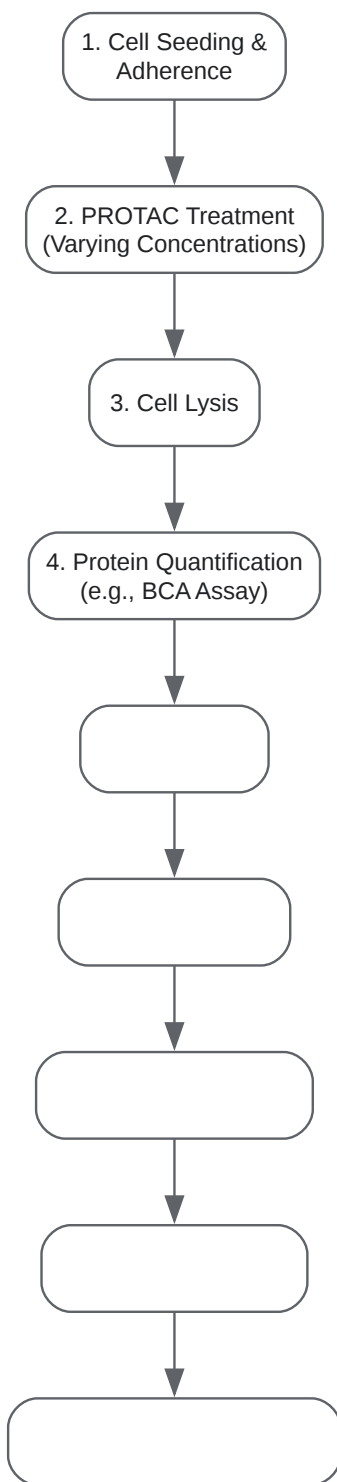 1. Cell Seeding &
Adherence
2. PROTAC Treatment
(Varying Concentrations)
3. Cell Lysis
4. Protein Quantification
(e.g., BCA Assay)